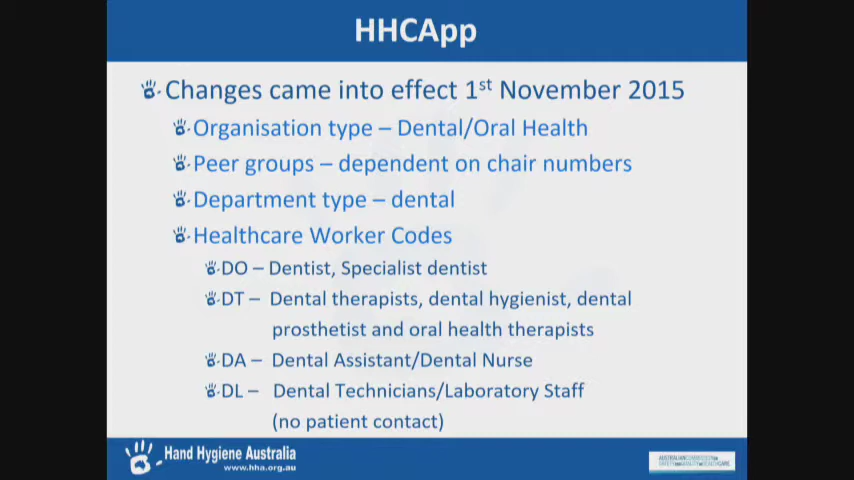 HHCApp
Changes came into effect 1st November 2015
Organisation type – Dental/Oral Health
Peer groups – dependent on chair numbers
Department type – dental
Healthcare Worker Codes
DO – Dentist, Specialist dentist
DT – Dental therapists, dental hygienist, dental
prosthetist and oral health therapists
DA – Dental Assistant/Dental Nurse
DL – Dental Technicians/Laboratory Staff
(no patient contact)
Hand Hygiene Australia
www.hha.org.au